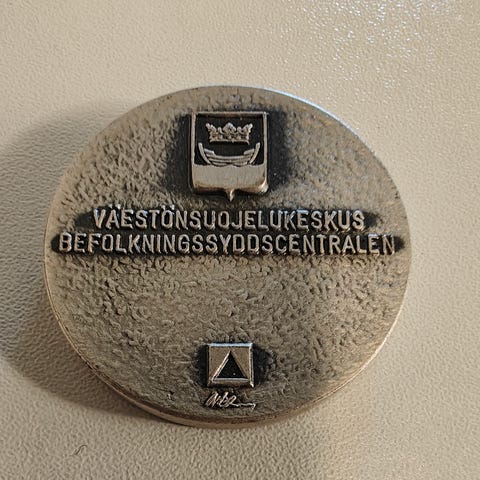 VÄESTÖNSUOJELUKESKUS
BEFOLKNINGSSYDDSCENTRALEN